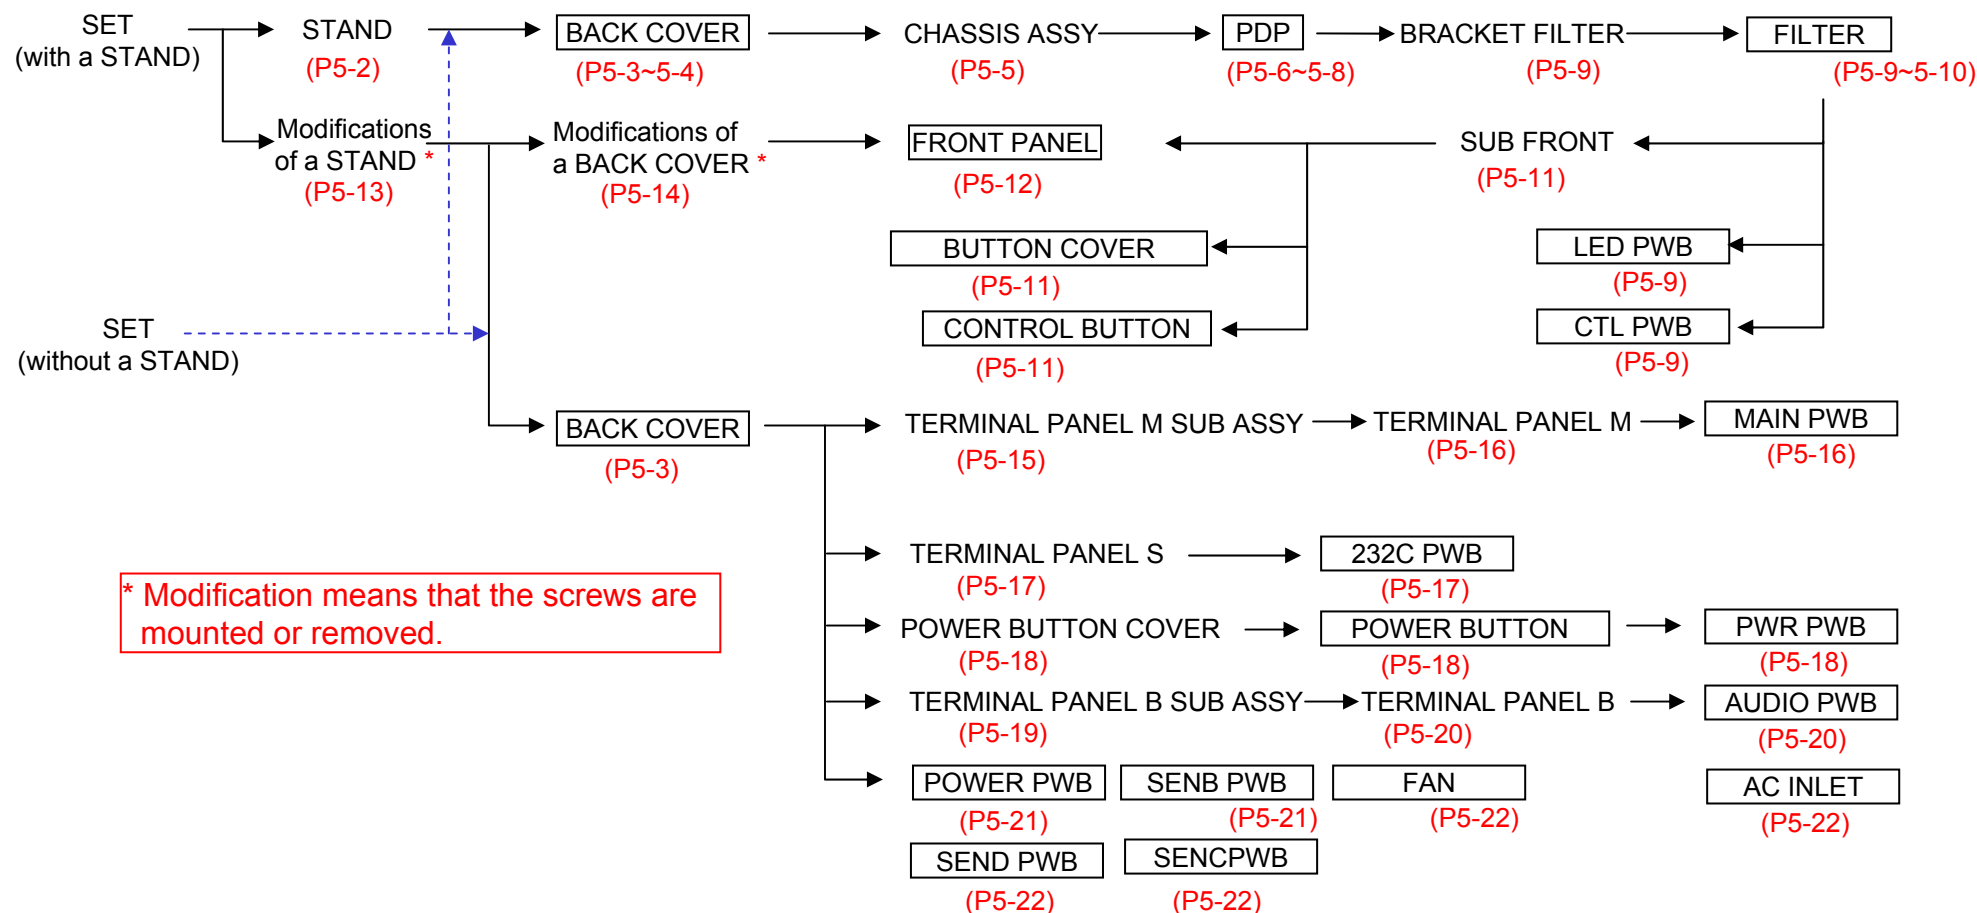 SET
(with a STAND)
STAND
(P5-2)
BACK COVER
(P5-3~5-4)
CHASSIS ASSY
(P5-5)
PDP
(P5-6~5-8)
BRACKET FILTER
(P5-9)
FILTER
(P5-9~5-10)
Modifications
of a STAND *
(P5-13)
Modifications of
a BACK COVER *
(P5-14)
FRONT PANEL
(P5-12)
SUB FRONT
(P5-11)
BUTTON COVER
(P5-11)
LED PWB
(P5-9)
SET
(without a STAND)
CONTROL BUTTON
(P5-11)
CTL PWB
(P5-9)
BACK COVER
(P5-3)
TERMINAL PANEL M SUB ASSY
(P5-15)
TERMINAL PANEL M
(P5-16)
MAIN PWB
(P5-16)
TERMINAL PANEL S
(P5-17)
232C PWB
(P5-17)
* Modification means that the screws are
mounted or removed.
POWER BUTTON COVER
(P5-18)
POWER BUTTON
(P5-18)
PWR PWB
(P5-18)
TERMINAL PANEL B SUB ASSY
(P5-19)
TERMINAL PANEL B
(P5-20)
AUDIO PWB
(P5-20)
POWER PWB
(P5-21)
SENB PWB
(P5-21)
FAN
(P5-22)
AC INLET
(P5-22)
SEND PWB
(P5-22)
SENCPWB
(P5-22)